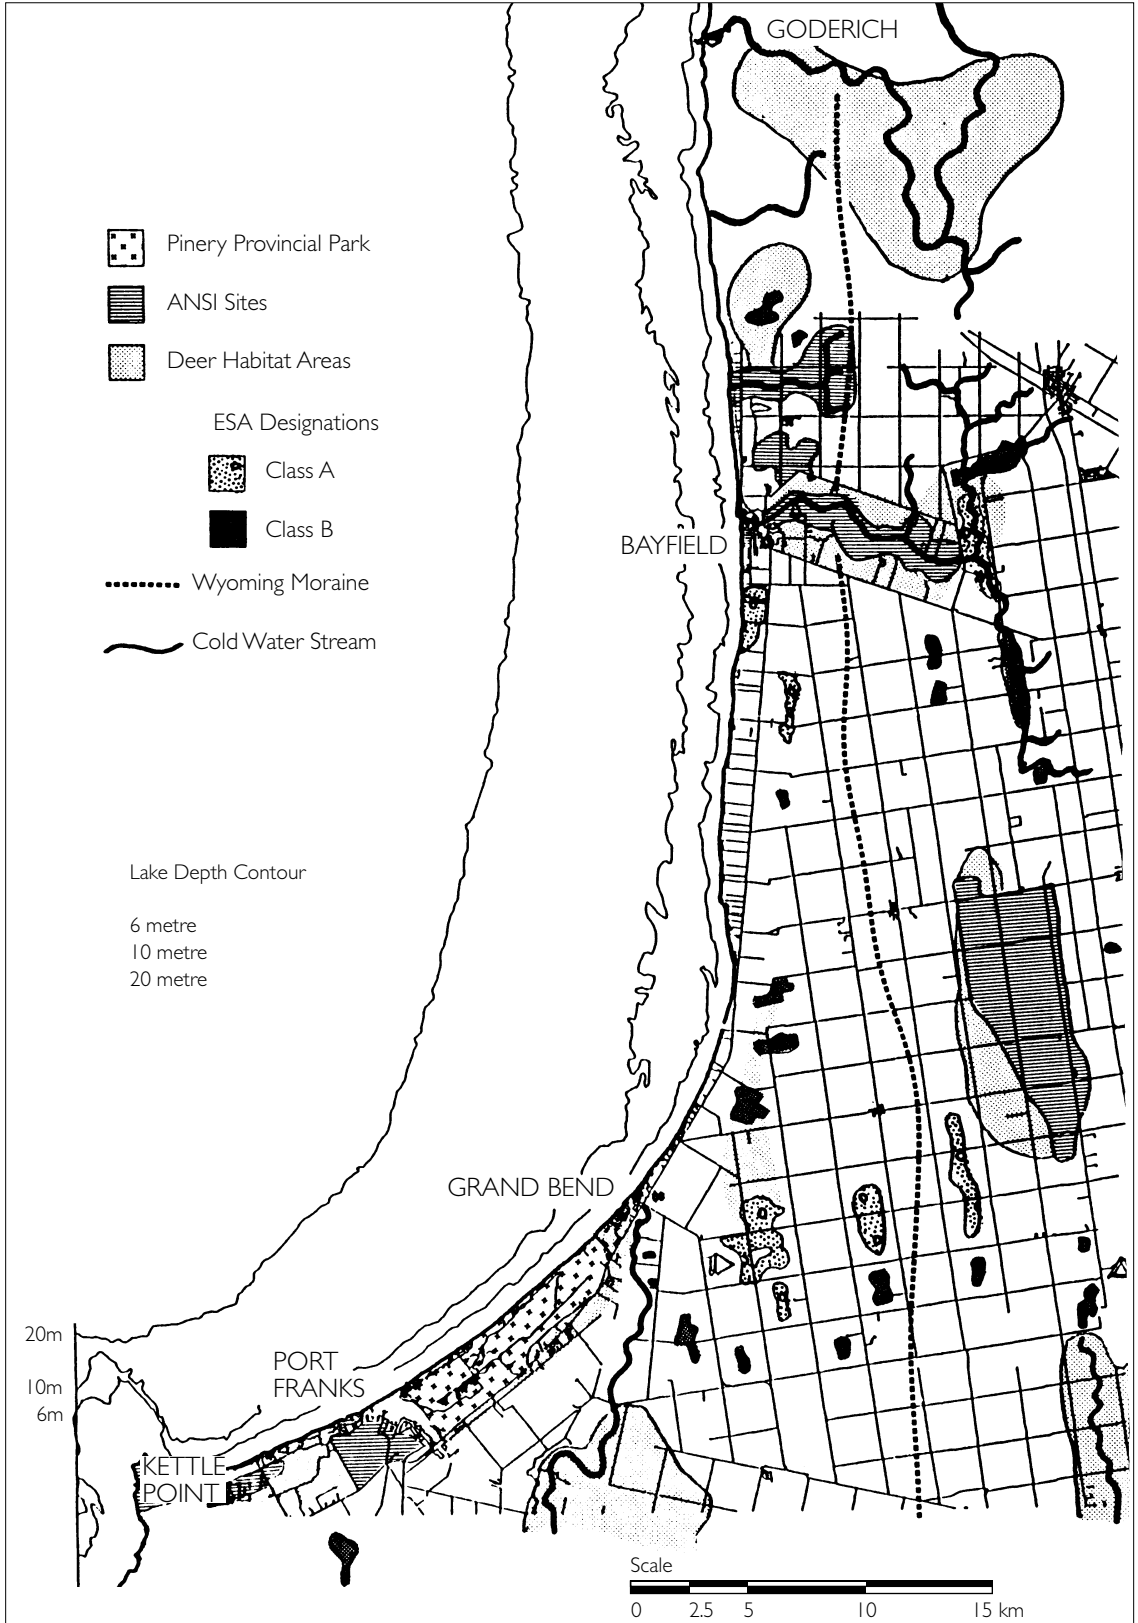 GODERICH
Pinery Provincial Park
ANSI Sites
Deer Habitat Areas
ESA Designations
Class A
Class B
BAYFIELD
Wyoming Moraine
Cold Water Stream
Lake Depth Contour
6 metre
10 metre
20 metre
GRAND BEND
20m
PORT
FRANKS
10m
6m
KETTLE
POINT
Scale
0 2.5 5 10 15 km